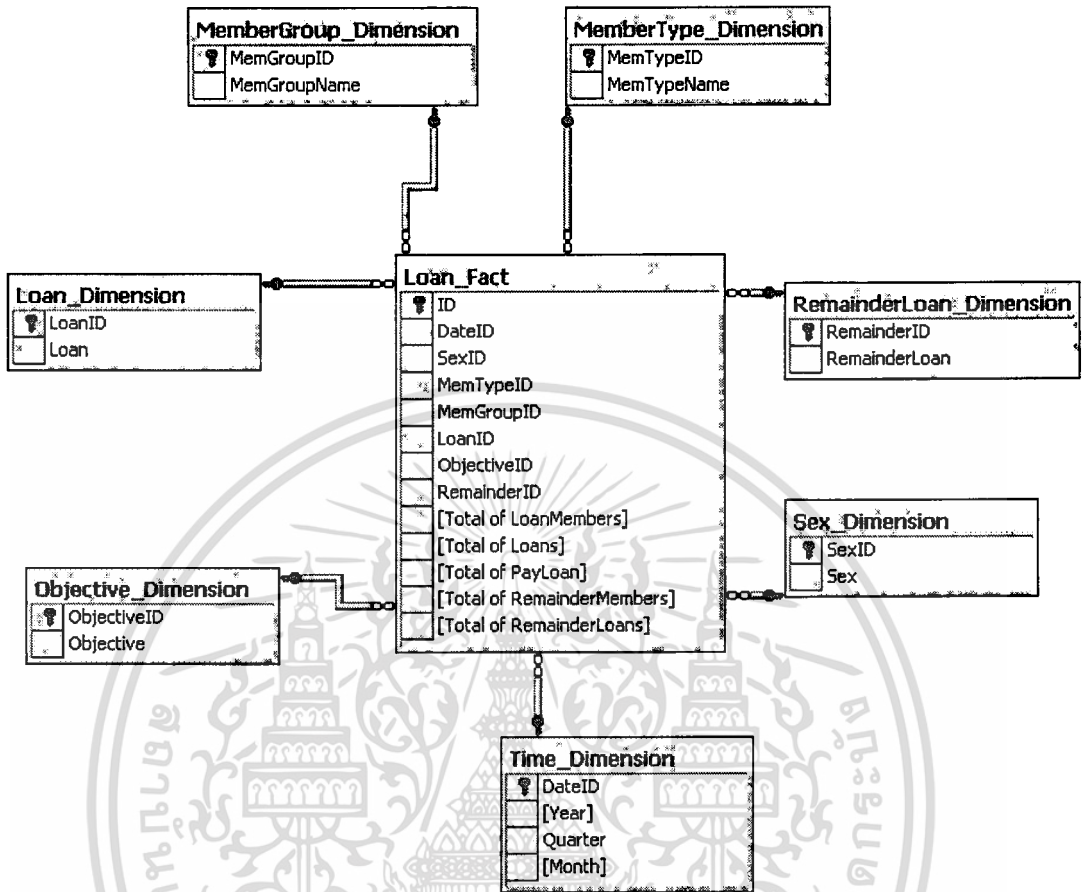 MemberGroup_Dimension
MemGroupID
MemGroupName
MemberType_Dimension
MemTypeID
MemTypeName
Loan_Dimension
LoanID
Loan
Loan_Fact
ID
DateID
SexID
MemTypeID
MemGroupID
LoanID
ObjectiveID
RemainderID
[Total of LoanMembers]
[Total of Loans]
[Total of PayLoan]
[Total of RemainderMembers]
[Total of RemainderLoans]
RemainderLoan_Dimension
RemainderID
RemainderLoan
Sex_Dimension
SexID
Sex
Objective_Dimension
ObjectiveID
Objective
Time_Dimension
DateID
[Year]
Quarter
[Month]